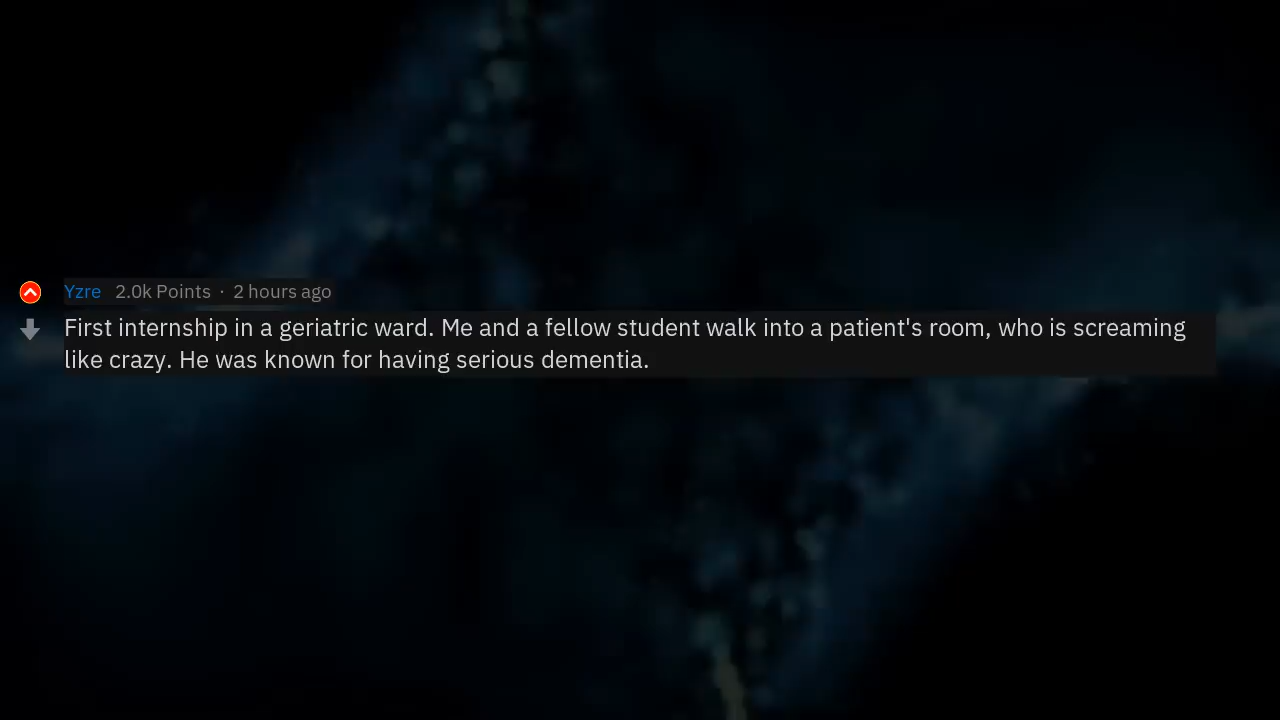 Yzre 2.0k Points · 2 hours ago
First internship in a geriatric ward. Me and a fellow student walk into a patient's room, who is screaming
like crazy. He was known for having serious dementia.